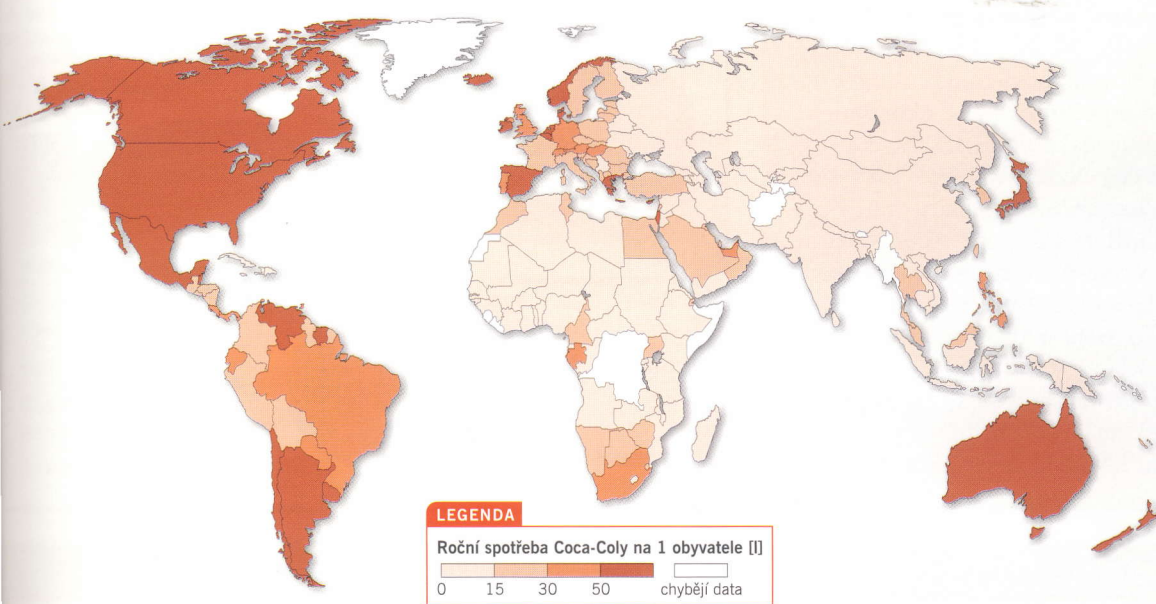 LEGENDA
Roční spotřeba Coca-Coly na 1 obyvatele [l]
0 15 30 50 chybějí data